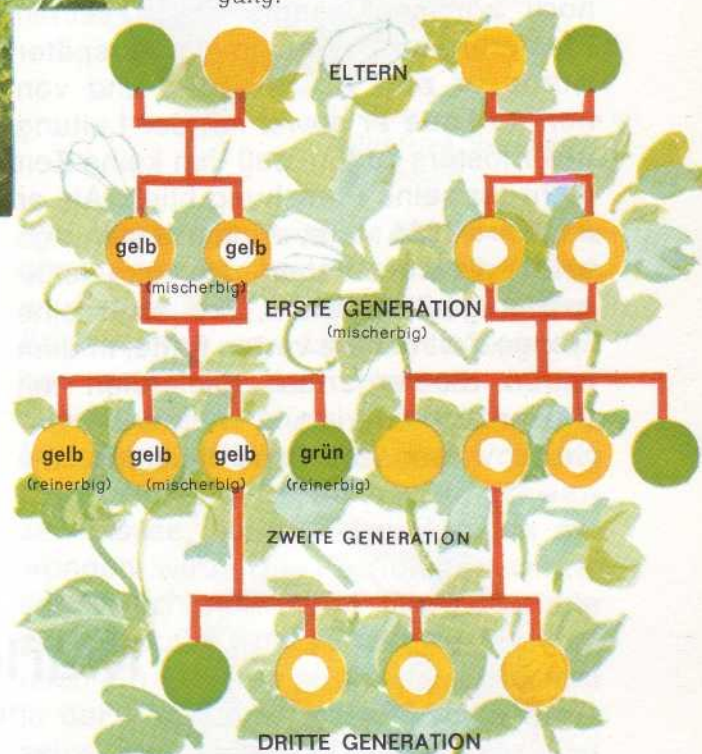 gang.
ELTERN
gelb gelb
(mischerbig)
ERSTE GENERATION
(mischerbig)
gelb gelb gelb grün
(reinerbig) (mischerbig) (reinerbig)
ZWEITE GENERATION
DRITTE GENERATION